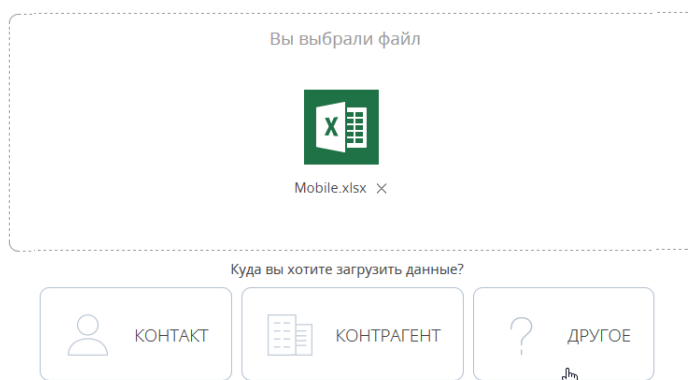 Вы выбрали файл
X
Mobile.xlsx
Куда вы хотите загрузить данные?
КОНТАКТ
КОНТРАГЕНТ
ДРУГОЕ